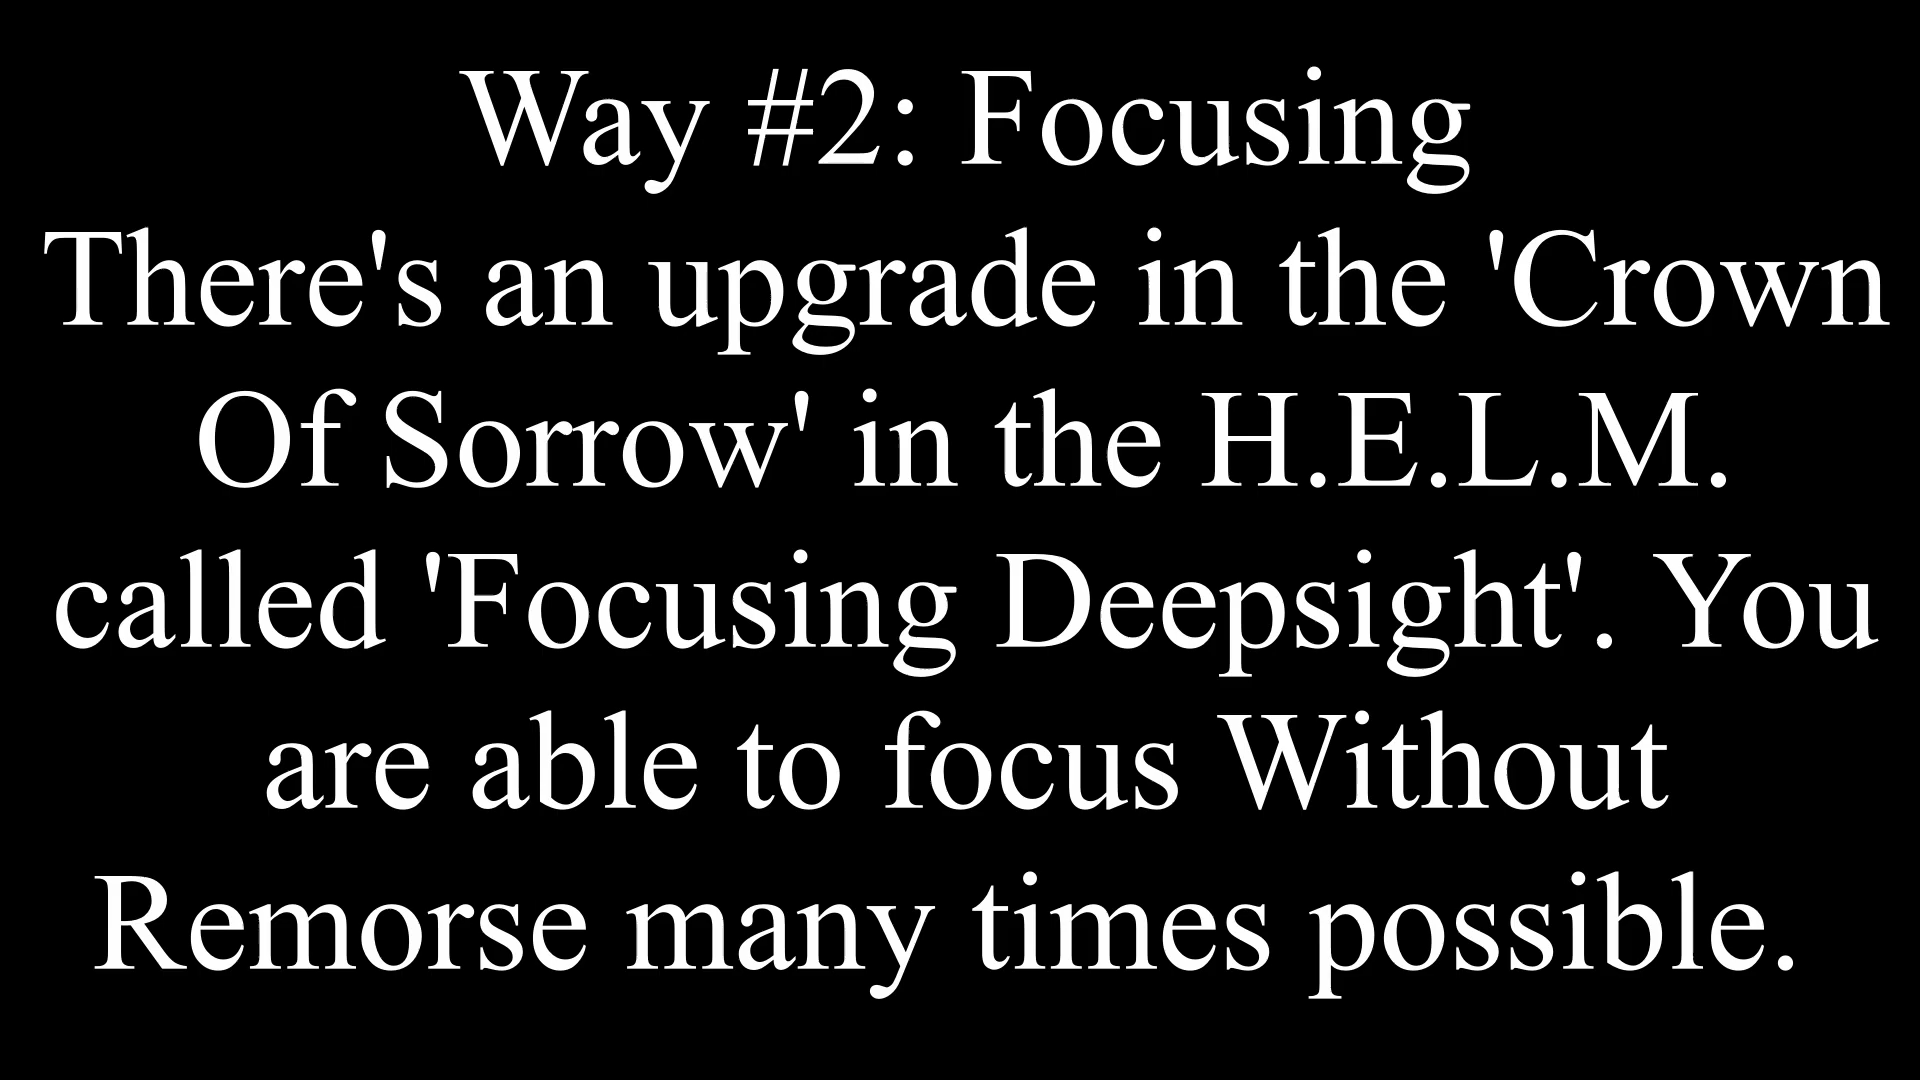 Way #2: Focusing
There's an upgrade in the 'Crown
Of Sorrow' in the H.E.L.M.
called 'Focusing Deepsight'. You
are able to focus Without
Remorse many times possible.